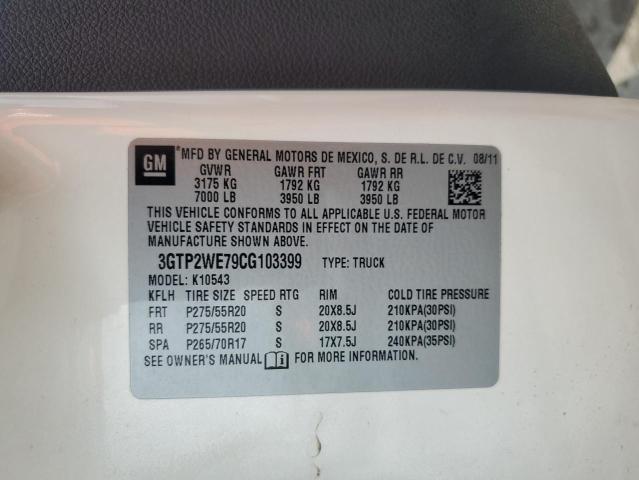 GM *MFD BY GENERAL MOTORS DE MEXICO, S. DE R.L. DE C.V. 08/11
GVWR GAWR FRT GAWR RR
3175 KG 1792 KG 1792 KG
7000 LB 3950 LB 3950 LB
THIS VEHICLE CONFORMS TO ALL APPLICABLE U.S. FEDERAL MOTOR
VEHICLE SAFETY STANDARDS IN EFFECT ON THE DATE OF
MANUFACTURE SHOWN ABOVE.
3GTP2WE79CG103399 TYPE: TRUCK
MODEL: K10543
KFLH TIRE SIZE SPEED RTG RIM COLD TIRE PRESSURE
FRT P275/55R20 S 20X8.5J 210KPA(30PSI)
RR P275/55R20 S 20X8.5J 210KPA(30PSI)
SPA P265/70R17 S 17X7.5J 240KPA(35PSI)
SEE OWNER'S MANUAL FOR MORE INFORMATION.